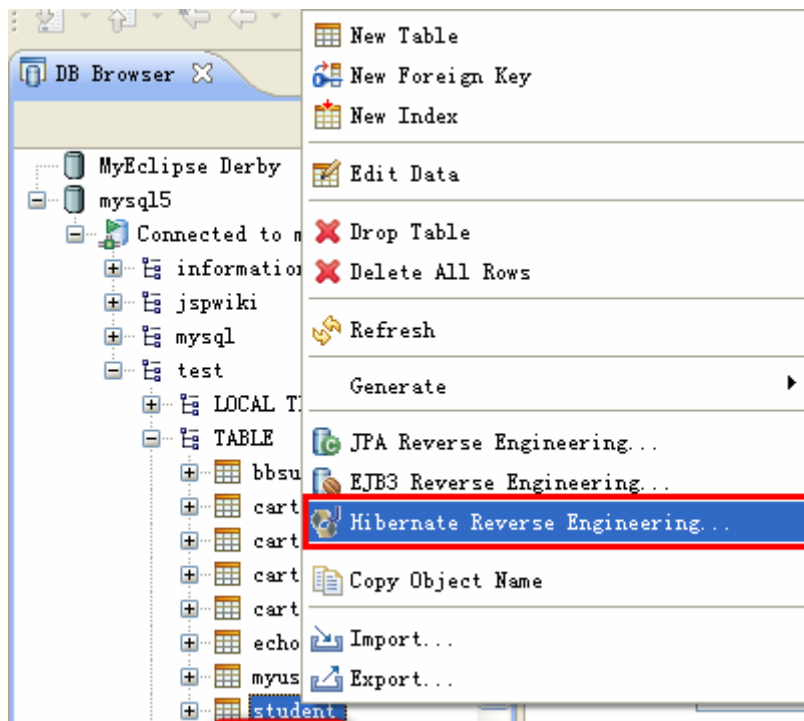 DB Browser
MyEclipse Derby
mysql5
Connected to m
informatio
jspwiki
mysql
test
LOCAL T
TABLE
bbsu
cart
cart
cart
cart
echo
myus
student
New Table
New Foreign Key
New Index
Edit Data
Drop Table
Delete All Rows
Refresh
Generate
JPA Reverse Engineering...
EJB3 Reverse Engineering...
Hibernate Reverse Engineering...
Copy Object Name
Import...
Export...